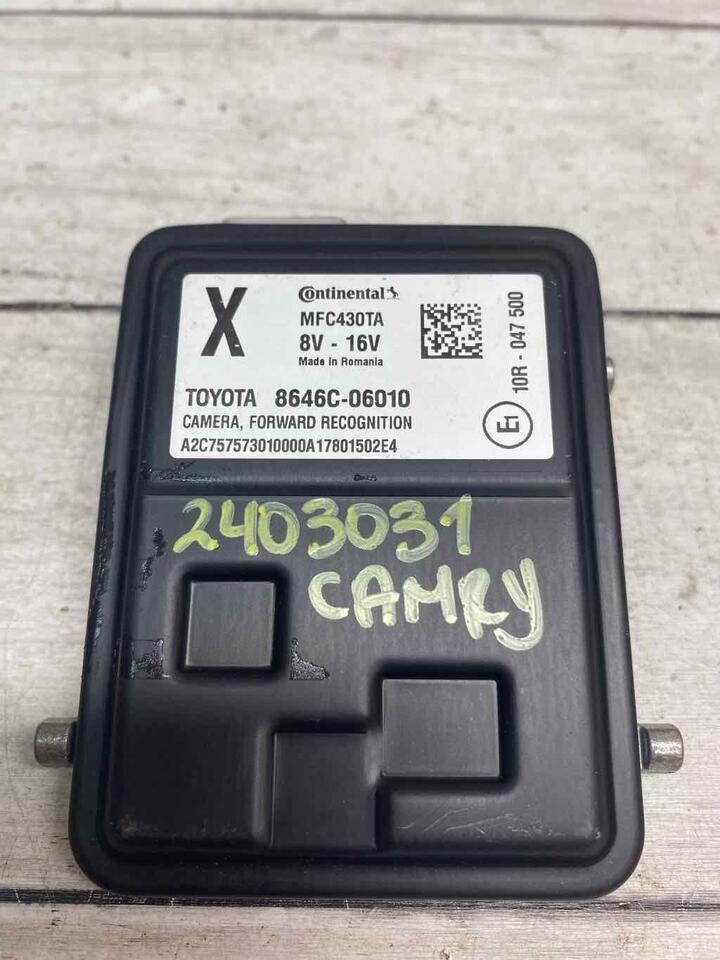 X
Continental
MFC430TA
8V - 16V
Made in Romania
TOYOTA 8646C-06010
CAMERA, FORWARD RECOGNITION
A2C757573010000A17801502E4
E1
10R - 047 500
2403031
CAMRY